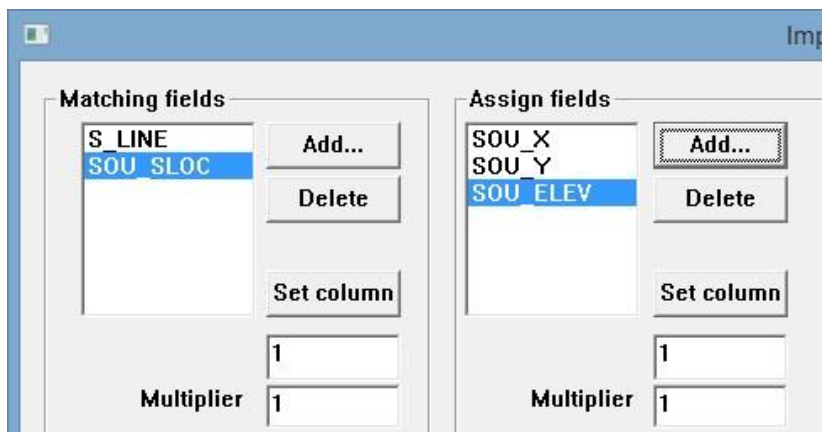 Imp
Matching fields
S_LINE
SOU_SLOC
Add...
Delete
Set column
1
Multiplier
1
Assign fields
SOU_X
SOU_Y
SOU_ELEV
Add...
Delete
Set column
1
Multiplier
1